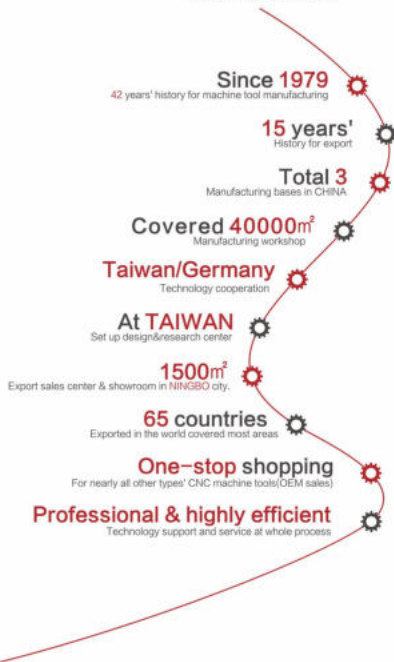 Since 1979
42 years' history for machine tool manufacturing
15 years'
History for export
Total 3
Manufacturing bases in CHINA
Covered 40000㎡
Manufacturing workshop
Taiwan/Germany
Technology cooperation
At TAIWAN
Set up design&research center
1500㎡
Export sales center & showroom in NINGBO city.
65 countries
Exported in the world covered most areas
One-stop shopping
For nearly all other types' CNC machine tools(OEM sales)
Professional & highly efficient
Technology support and service at whole process